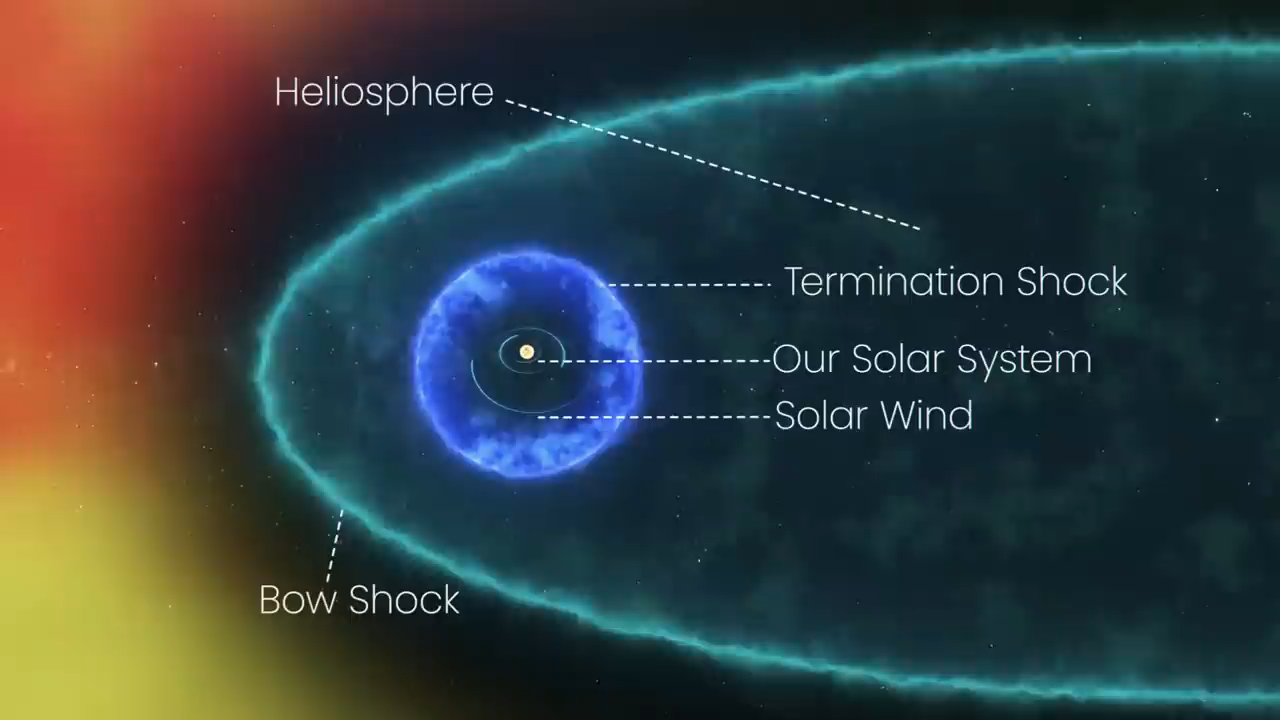 Heliosphere
Termination Shock
Our Solar System
Solar Wind
Bow Shock